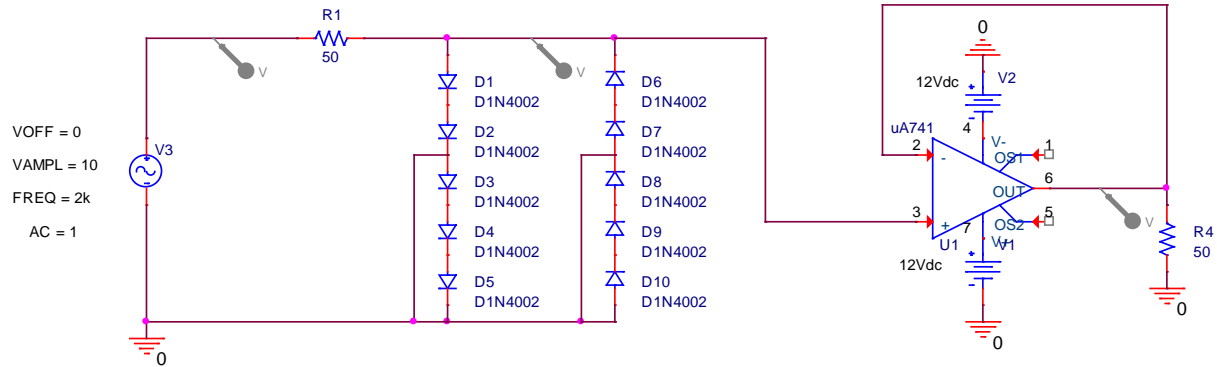 R1
50
V
V
D1
D1N4002
D2
D1N4002
D3
D1N4002
D4
D1N4002
D5
D1N4002
D6
D1N4002
D7
D1N4002
D8
D1N4002
D9
D1N4002
D10
D1N4002
VOFF = 0
VAMPL = 10
FREQ = 2k
AC = 1
V3
+
-
0
0
12Vdc
V2
+
-
uA741
4
V-
2
-
OS1
1
OUT
6
3
+
7
OS2
5
U1
V+
V1
12Vdc
+
-
0
V
R4
50
0